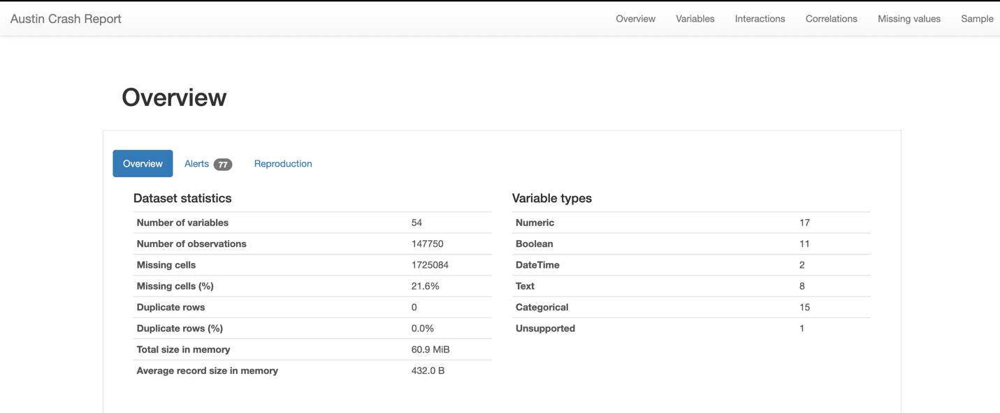 Austin Crash Report Overview Variables Interactions Correlations Missing values Sample
Overview
Overview Alerts 77 Reproduction
Dataset statistics
Number of variables 54
Number of observations 147750
Missing cells 1725084
Missing cells (%) 21.6%
Duplicate rows 0
Duplicate rows (%) 0.0%
Total size in memory 60.9 MiB
Average record size in memory 432.0 B
Variable types
Numeric 17
Boolean 11
DateTime 2
Text 8
Categorical 15
Unsupported 1